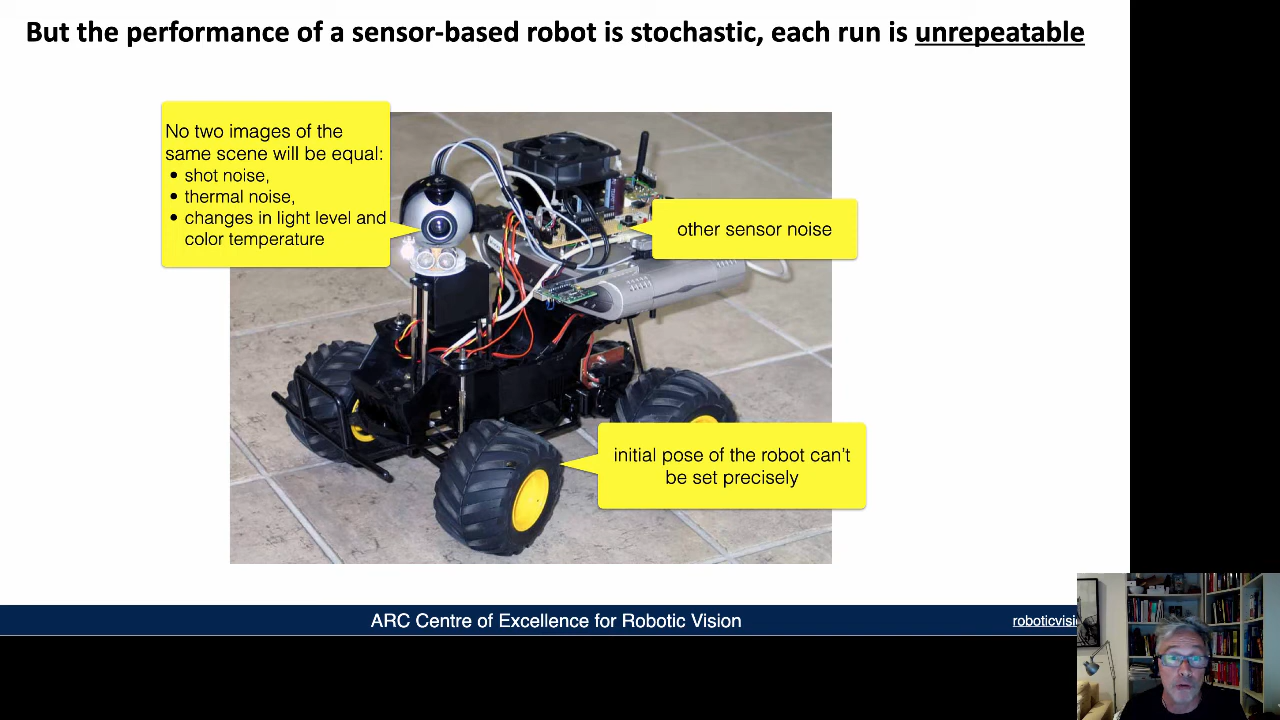 But the performance of a sensor-based robot is stochastic, each run is unrepeatable
No two images of the
same scene will be equal:
• shot noise,
• thermal noise,
• changes in light level and
color temperature
other sensor noise
initial pose of the robot can't
be set precisely
ARC Centre of Excellence for Robotic Vision